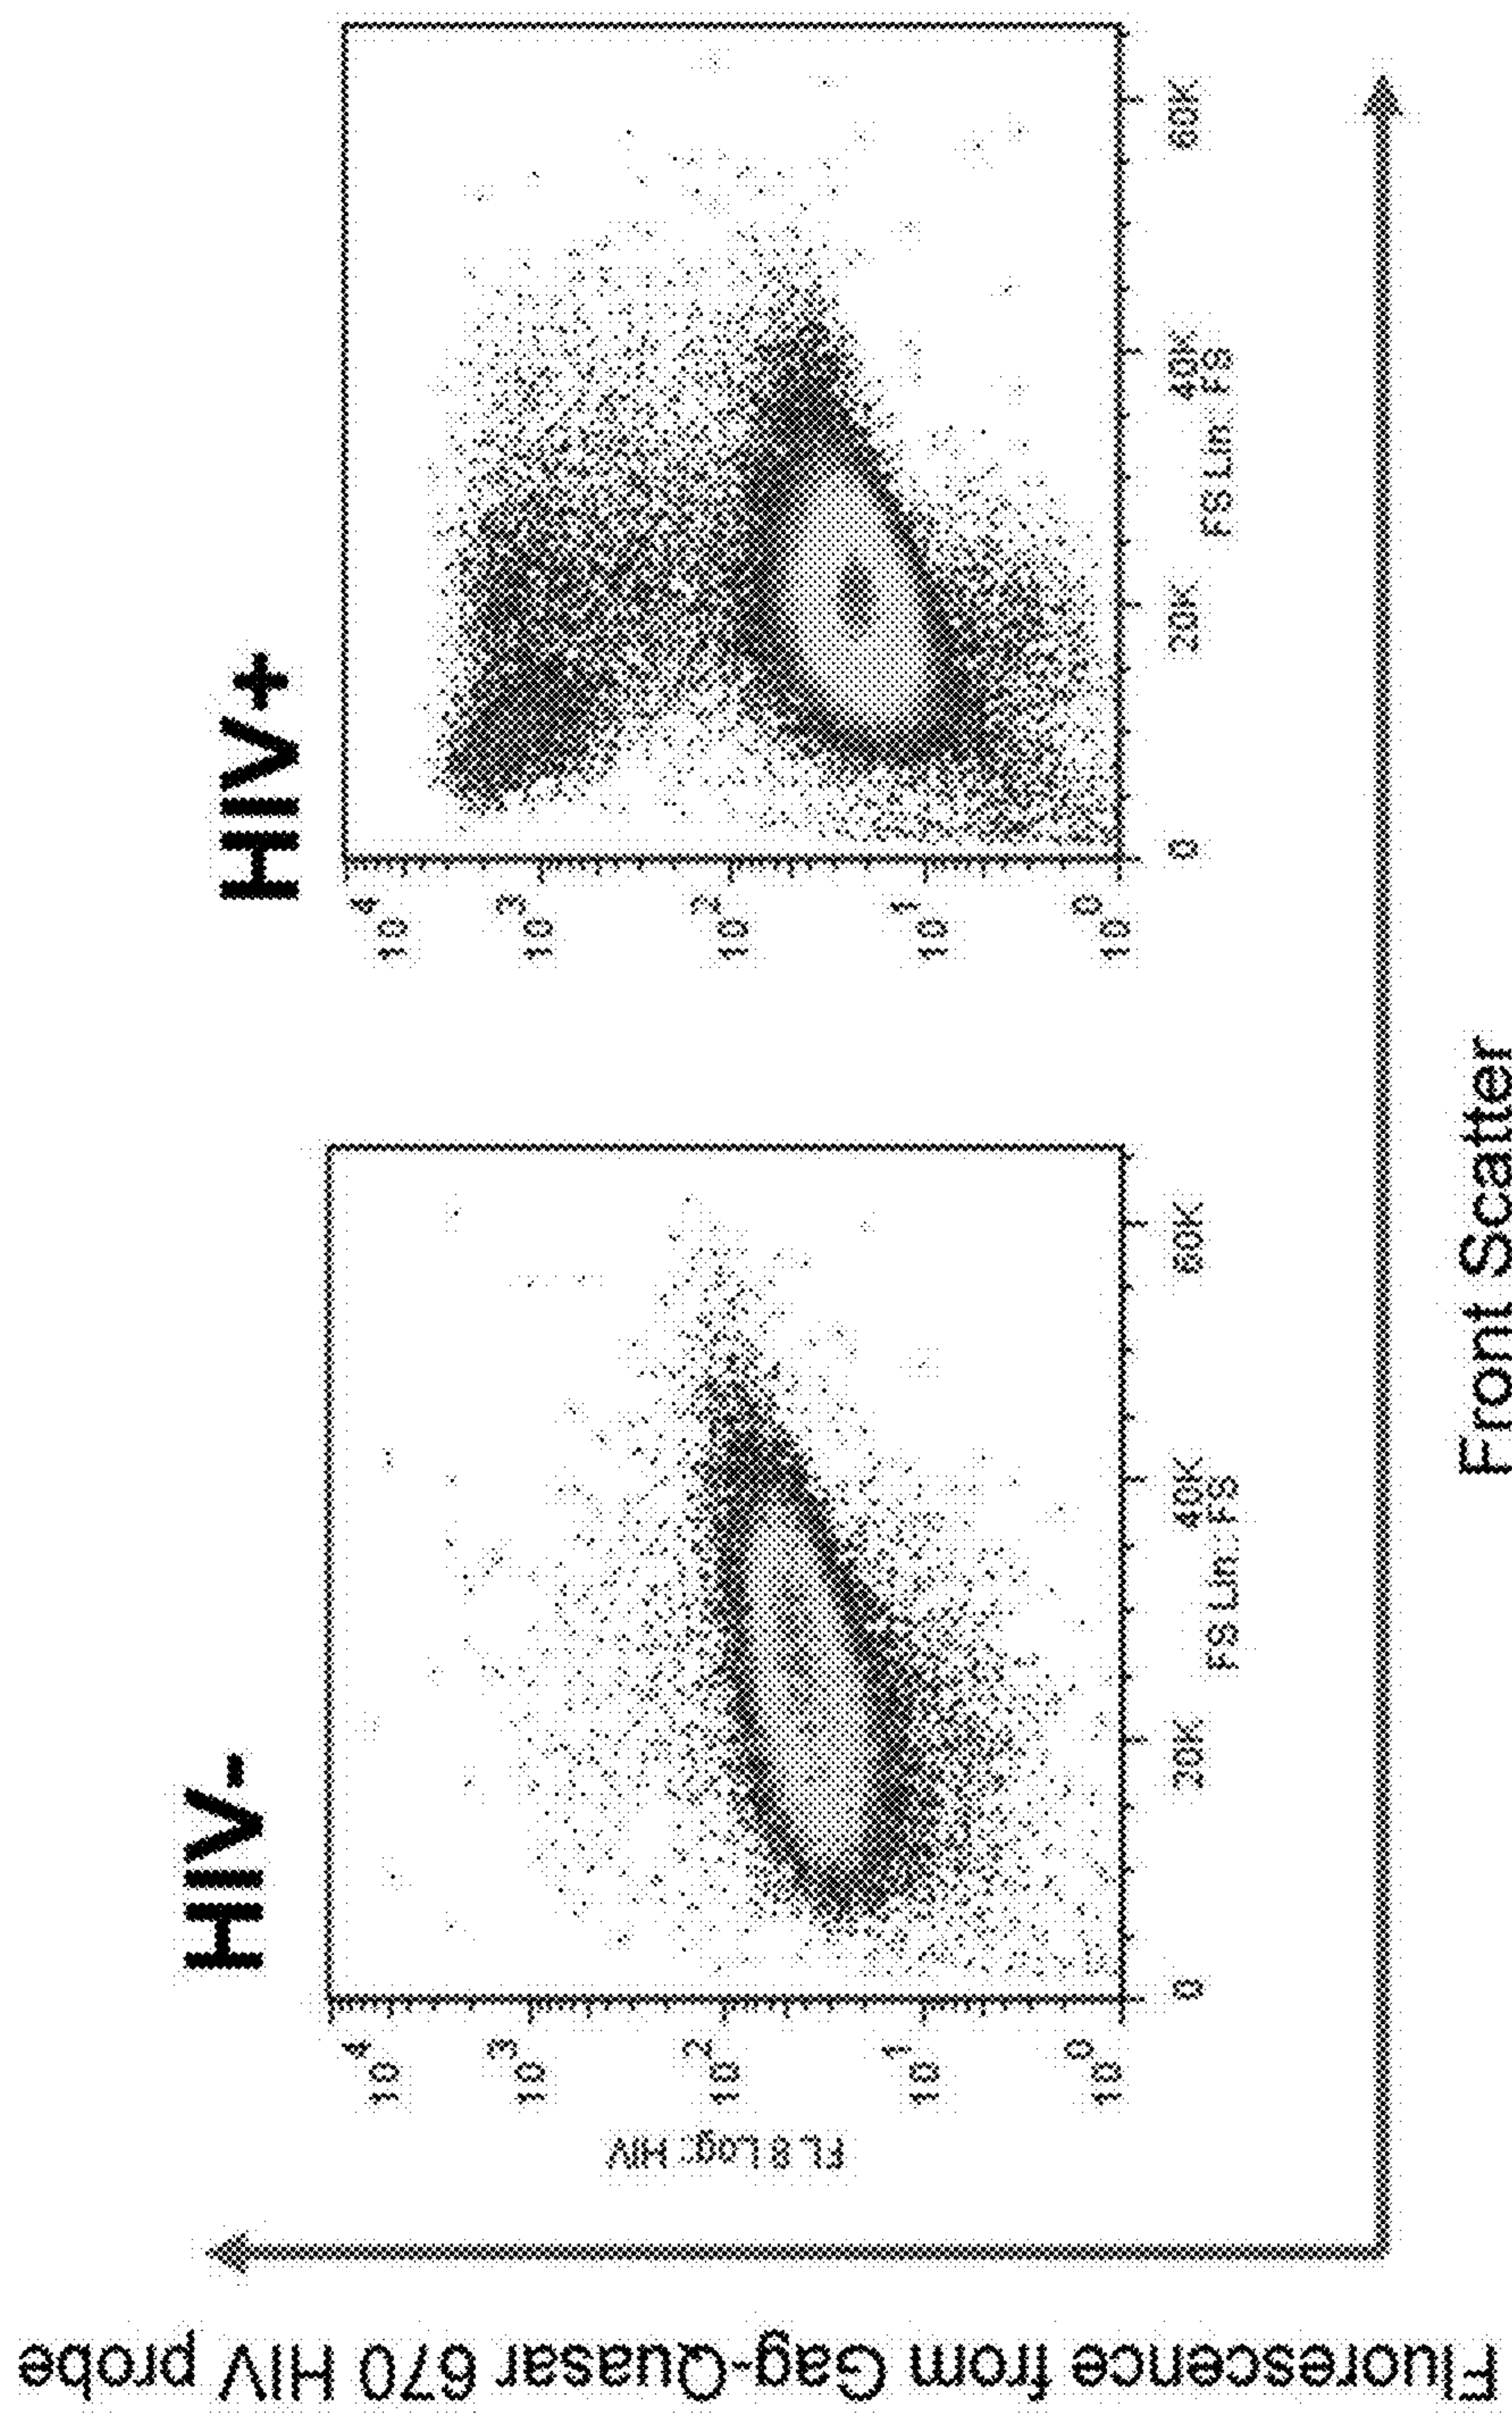 HIV-
HIV+
Fluorescence from Gag-Quasar 670 HIV probe
FL 8 Log: HIV
10^4
10^3
10^2
10^1
10^0
0
20K
40K
60K
FS Lin: FS
10^4
10^3
10^2
10^1
10^0
0
20K
40K
60K
FS Lin: FS
Front Scatter